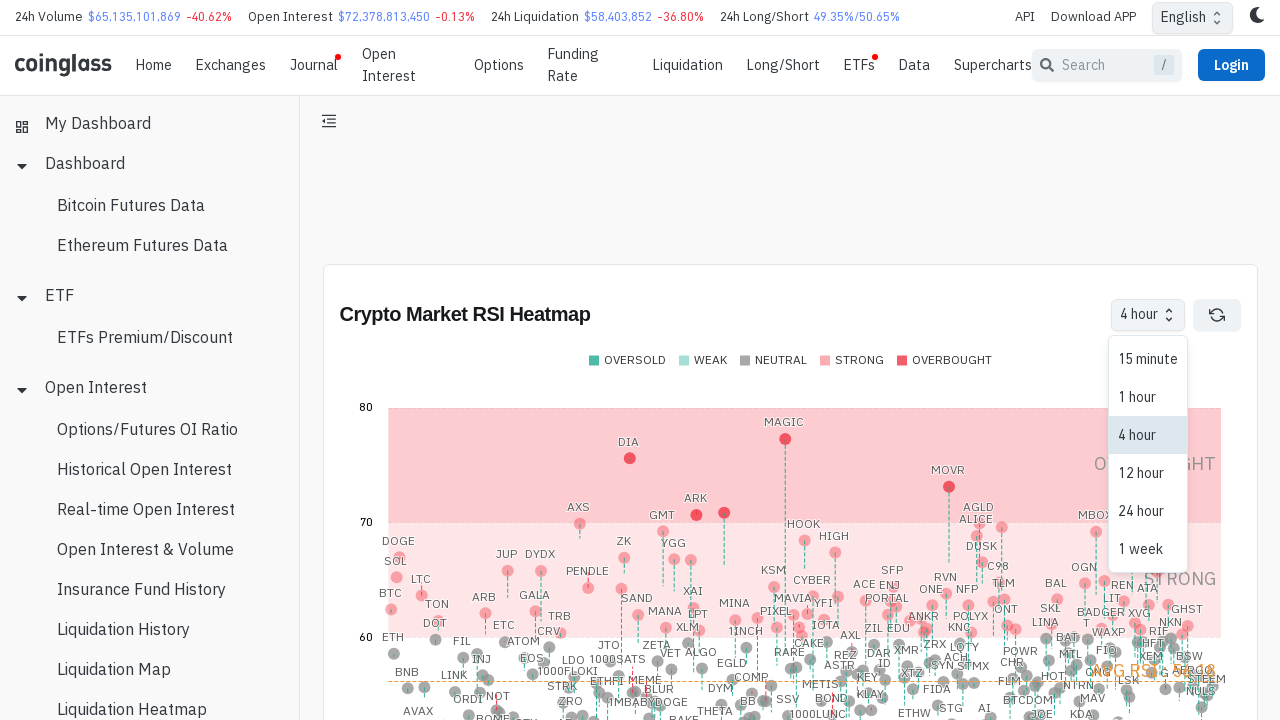 24h Volume $65,135,101,869 -40.62% Open Interest $72,378,813,450 -0.13% 24h Liquidation $58,403,852 -36.80% 24h Long/Short 49.35%/50.65% API Download APP English
coinglass Home Exchanges Journal Open Interest Options Funding Rate Liquidation Long/Short ETFs Data Supercharts Search / Login
My Dashboard
Dashboard
Bitcoin Futures Data
Ethereum Futures Data
ETF
ETFs Premium/Discount
Open Interest
Options/Futures OI Ratio
Historical Open Interest
Real-time Open Interest
Open Interest & Volume
Insurance Fund History
Liquidation History
Liquidation Map
Liquidation Heatmap
Crypto Market RSI Heatmap 4 hour
15 minute
1 hour
4 hour
12 hour
24 hour
1 week
OVERSOLD WEAK NEUTRAL STRONG OVERBOUGHT
80
MAGIC
DIA
MOVR
ARK
AXS GMT AGLD
70 HOOK ALICE MBOX
DOGE ZK YGG HIGH DUSK
SOL JUP DYDX C98 OGN STRONG
LTC PENDLE KSM CYBER SFP RVN TLM BAL REN ATA
BTC TON ARB GALA SAND XAI MINA MAVIA YFI ACE ENJ ONE NFP SKL LIT
DOT ETC TRB MANA LPT PIXEL IOTA PORTAL ANKR POLYX ONT LINA BADGER XVG GHST
60 ETH FIL ATOM CRV XLM 1INCH CAKE AXL ZIL EDU KNC BAT WAXP RIF NKN
BNB INJ EOS JTO ZETA VET ALGO RARE REZ DAR XMR ZRX LQTY POWR MTL FIO HFT
LINK LDO 1000SATS EGLD ASTR ID ACH CHR XEM BSW
ORDI NOT STRK 1000FLOKI ETHFI MEME COMP METIS KEY XTZ SYN STMX FLM HOT
AVAX BOME ZRO 1MBABYDOGE BLUR DYM SSV BOND KLAY FIDA BTCDOM NTRN LSK STEEM
THETA BB 1000LUNC ETHW STG AI JOE MAV KDA NULS